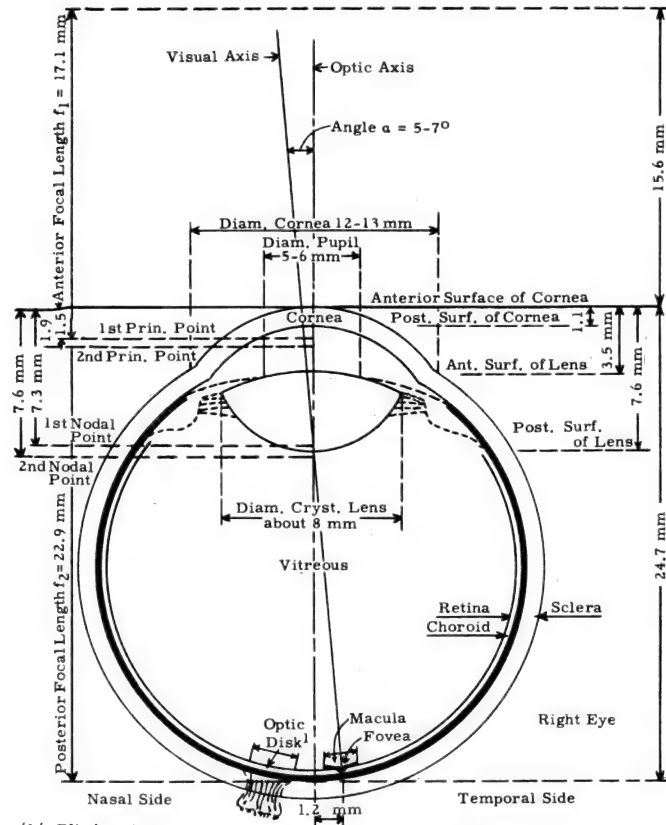 Visual Axis
Optic Axis
Angle α = 5-7º
Anterior Focal Length f1 = 17.1 mm
15.6 mm
Diam. Cornea 12-13 mm
Diam. Pupil
5-6 mm
Anterior Surface of Cornea
Cornea
Post. Surf. of Cornea
1.1
1.9
1.5
1st Prin. Point
2nd Prin. Point
3.5 mm
Ant. Surf. of Lens
7.6 mm
7.3 mm
7.6 mm
1st Nodal
Point
2nd Nodal
Point
Post. Surf.
of Lens
Diam. Cryst. Lens
about 8 mm
Vitreous
Posterior Focal Length f2 = 22.9 mm
24.7 mm
Retina
Sclera
Choroid
Optic
Disk1
Macula
Fovea
Right Eye
Nasal Side
1.2 mm
Temporal Side